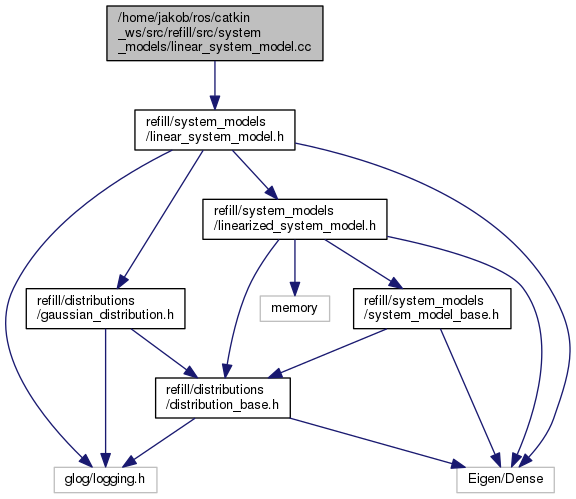 /home/jakob/ros/catkin
_ws/src/refill/src/system
_models/linear_system_model.cc
refill/system_models
/linear_system_model.h
refill/system_models
/linearized_system_model.h
refill/distributions
/gaussian_distribution.h
memory
refill/system_models
/system_model_base.h
refill/distributions
/distribution_base.h
glog/logging.h
Eigen/Dense